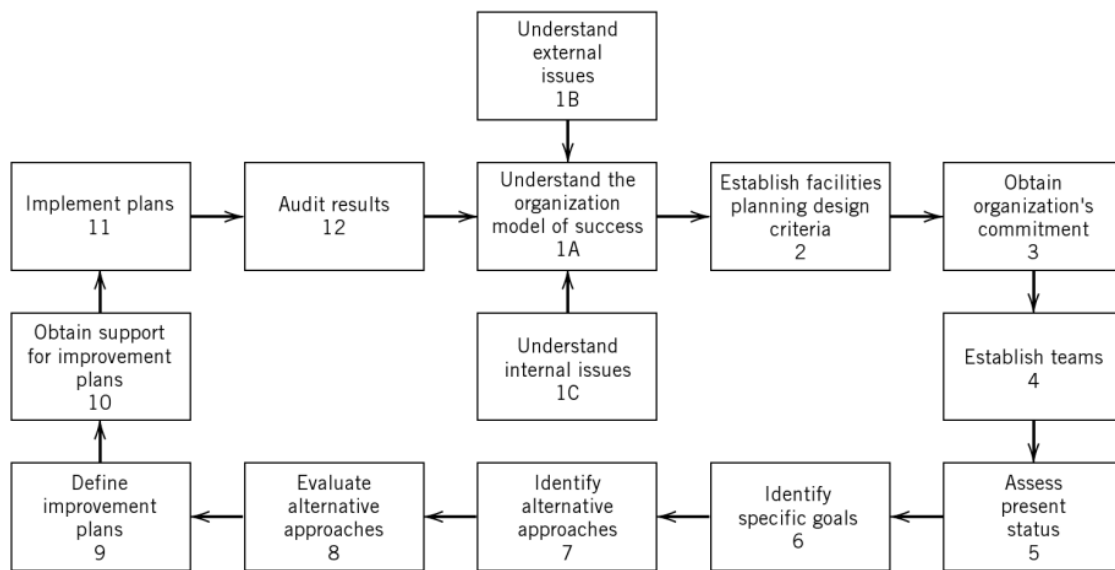 Understand
external
issues
1B
Implement plans
11
Audit results
12
Understand the
organization
model of success
1A
Establish facilities
planning design
criteria
2
Obtain
organization's
commitment
3
Obtain support
for improvement
plans
10
Understand
internal issues
1C
Establish teams
4
Define
improvement
plans
9
Evaluate
alternative
approaches
8
Identify
alternative
approaches
7
Identify
specific goals
6
Assess
present
status
5